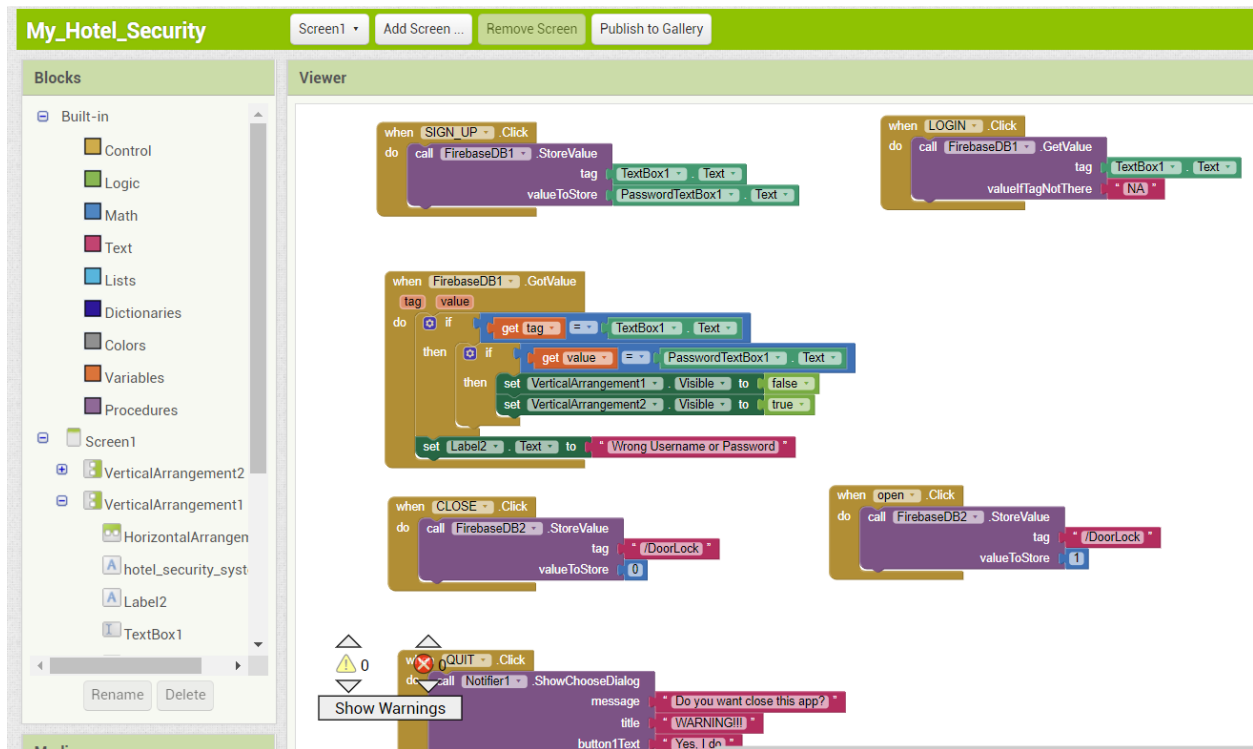 My_Hotel_Security
Screen1 Add Screen ... Remove Screen Publish to Gallery
Blocks
Built-in
Control
Logic
Math
Text
Lists
Dictionaries
Colors
Variables
Procedures
Screen1
VerticalArrangement2
VerticalArrangement1
HorizontalArrangen
hotel_security_syst
Label2
TextBox1
Rename Delete
Viewer
when SIGN_UP .Click
do call FirebaseDB1 .StoreValue
tag TextBox1 . Text
valueToStore PasswordTextBox1 . Text
when LOGIN .Click
do call FirebaseDB1 .GetValue
tag TextBox1 . Text
valueIfTagNotThere " NA "
when FirebaseDB1 .GotValue
tag value
do if get tag = TextBox1 . Text
then if get value = PasswordTextBox1 . Text
then set VerticalArrangement1 . Visible to false
set VerticalArrangement2 . Visible to true
set Label2 . Text to " Wrong Username or Password "
when CLOSE .Click
do call FirebaseDB2 .StoreValue
tag " /DoorLock "
valueToStore 0
when open .Click
do call FirebaseDB2 .StoreValue
tag " /DoorLock "
valueToStore 1
QUIT .Click
call Notifier1 .ShowChooseDialog
message " Do you want close this app? "
title " WARNING!!! "
button1Text " Yes, I do "
0 0
Show Warnings